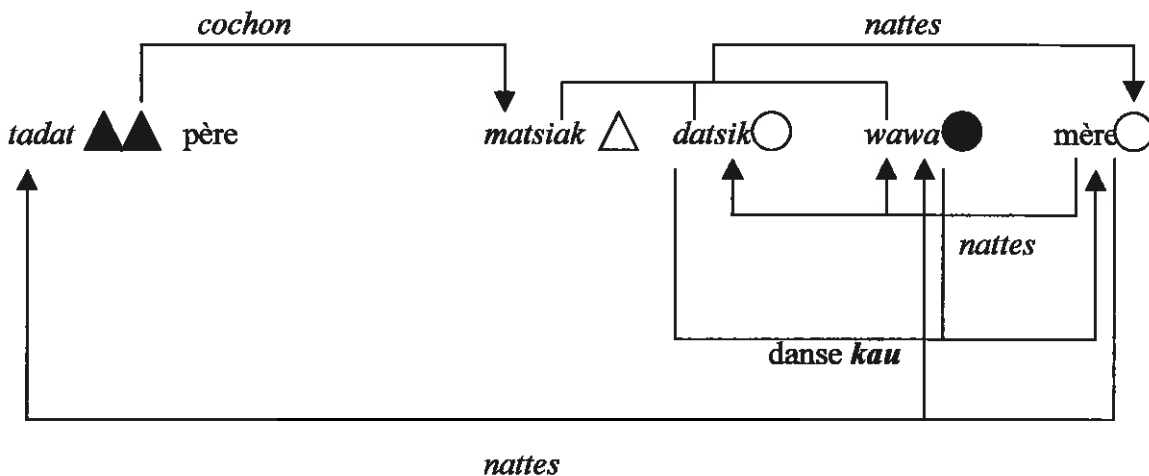 cochon nattes
tadat père matsiak datsik wawa mère
nattes
danse kau
nattes